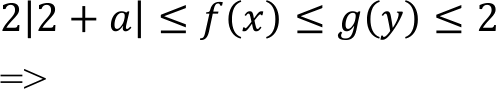 2|2 + a| ≤ f(x) ≤ g(y) ≤ 2
=>